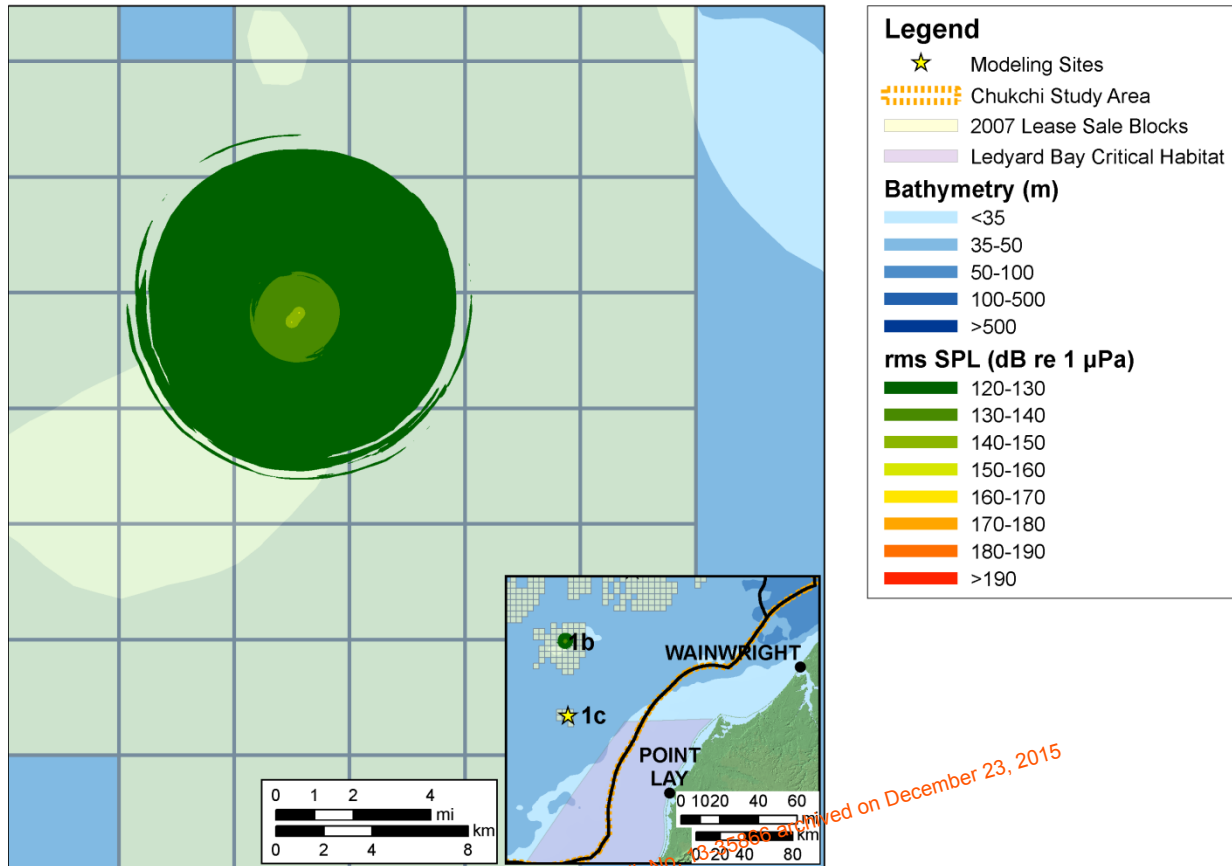 Legend
Modeling Sites
Chukchi Study Area
2007 Lease Sale Blocks
Ledyard Bay Critical Habitat
Bathymetry (m)
<35
35-50
50-100
100-500
>500
rms SPL (dB re 1 µPa)
120-130
130-140
140-150
150-160
160-170
170-180
180-190
>190
1b
WAINWRIGHT
1c
POINT
LAY
0 1 2 4
mi
km
0 2 4 8
0 1020 40 60
mi
km
0 20 40 80
13-35866 archived on December 23, 2015